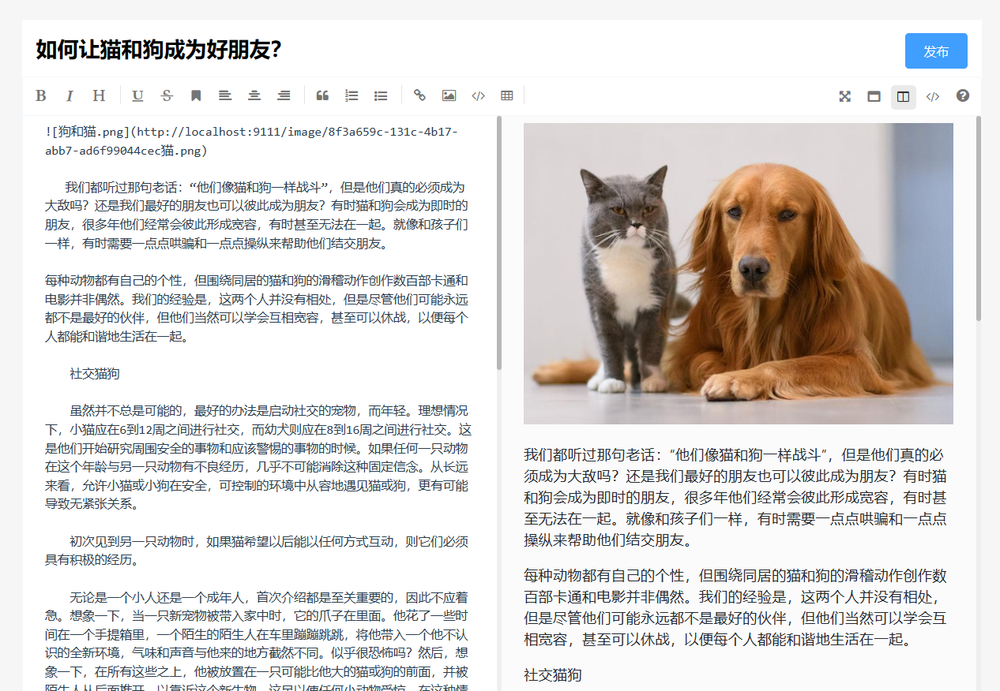 如何让猫和狗成为好朋友？
发布
B I H U S
![狗和猫.png](http://localhost:9111/image/8f3a659c-131c-4b17-
abb7-ad6f99044cec猫.png)
我们都听过那句老话：“他们像猫和狗一样战斗”，但是他们真的必须成为
大敌吗？还是我们最好的朋友也可以彼此成为朋友？有时猫和狗会成为即时的
朋友，很多年他们经常会彼此形成宽容，有时甚至无法在一起。就像和孩子们
一样，有时需要一点点哄骗和一点点操纵来帮助他们结交朋友。
每种动物都有自己的个性，但围绕同居的猫和狗的滑稽动作创作数百部卡通和
电影并非偶然。我们的经验是，这两个人并没有相处，但是尽管他们可能永远
都不是最好的伙伴，但他们当然可以学会互相宽容，甚至可以休战，以便每个
人都能和谐地生活在一起。
社交猫狗
虽然并不总是可能的，最好的办法是启动社交的宠物，而年轻。理想情况
下，小猫应在6到12周之间进行社交，而幼犬则应在8到16周之间进行社交。这
是他们开始研究周围安全的事物和应该警惕的事物的时候。如果任何一只动物
在这个年龄与另一只动物有不良经历，几乎不可能消除这种固定信念。从长远
来看，允许小猫或小狗在安全，可控制的环境中从容地遇见猫或狗，更有可能
导致无紧张关系。
初次见到另一只动物时，如果猫希望以后能以任何方式互动，则它们必须
具有积极的经历。
无论是一个小人还是一个成年人，首次介绍都是至关重要的，因此不应着
急。想象一下，当一只新宠物被带入家中时，它的爪子在里面。他花了一些时
间在一个手提箱里，一个陌生的陌生人在车里蹦蹦跳跳，将他带入一个他不认
识的全新环境，气味和声音与他来的地方截然不同。似乎很恐怖吗？然后，想
象一下，在所有这些之上，他被放置在一只可能比他大的猫或狗的前面，并被
陌生人从后面推开，以靠近这个新生物。这足以使任何小动物受惊。在这种情
我们都听过那句老话：“他们像猫和狗一样战斗”，但是他们真的必
须成为大敌吗？还是我们最好的朋友也可以彼此成为朋友？有时猫
和狗会成为即时的朋友，很多年他们经常会彼此形成宽容，有时甚
至无法在一起。就像和孩子们一样，有时需要一点点哄骗和一点点
操纵来帮助他们结交朋友。
每种动物都有自己的个性，但围绕同居的猫和狗的滑稽动作创作数
百部卡通和电影并非偶然。我们的经验是，这两个人并没有相处，
但是尽管他们可能永远都不是最好的伙伴，但他们当然可以学会互
相宽容，甚至可以休战，以便每个人都能和谐地生活在一起。
社交猫狗